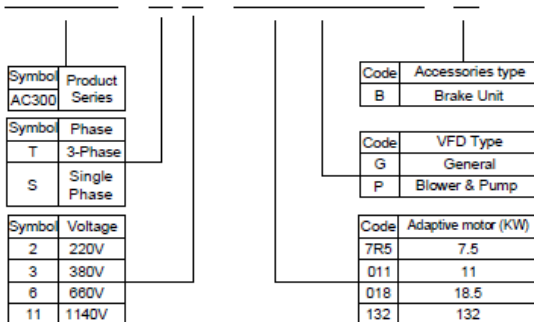 Symbol Product Series
AC300
Symbol Phase
T 3-Phase
S Single Phase
Symbol Voltage
2 220V
3 380V
6 660V
11 1140V
Code Accessories type
B Brake Unit
Code VFD Type
G General
P Blower & Pump
Code Adaptive motor (KW)
7R5 7.5
011 11
018 18.5
132 132